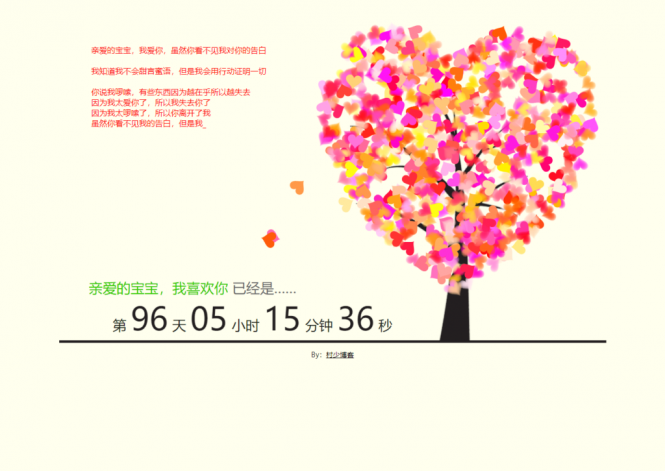 亲爱的宝宝，我爱你，虽然你看不见我对你的告白
我知道我不会甜言蜜语，但是我会用行动证明一切
你说我啰嗦，有些东西因为越在乎所以越失去
因为我太爱你了，所以我失去你了
因为我太啰嗦了，所以你离开了我
虽然你看不见我的告白，但是我_
亲爱的宝宝，我喜欢你 已经是……
第 96 天 05 小时 15 分钟 36 秒
By: